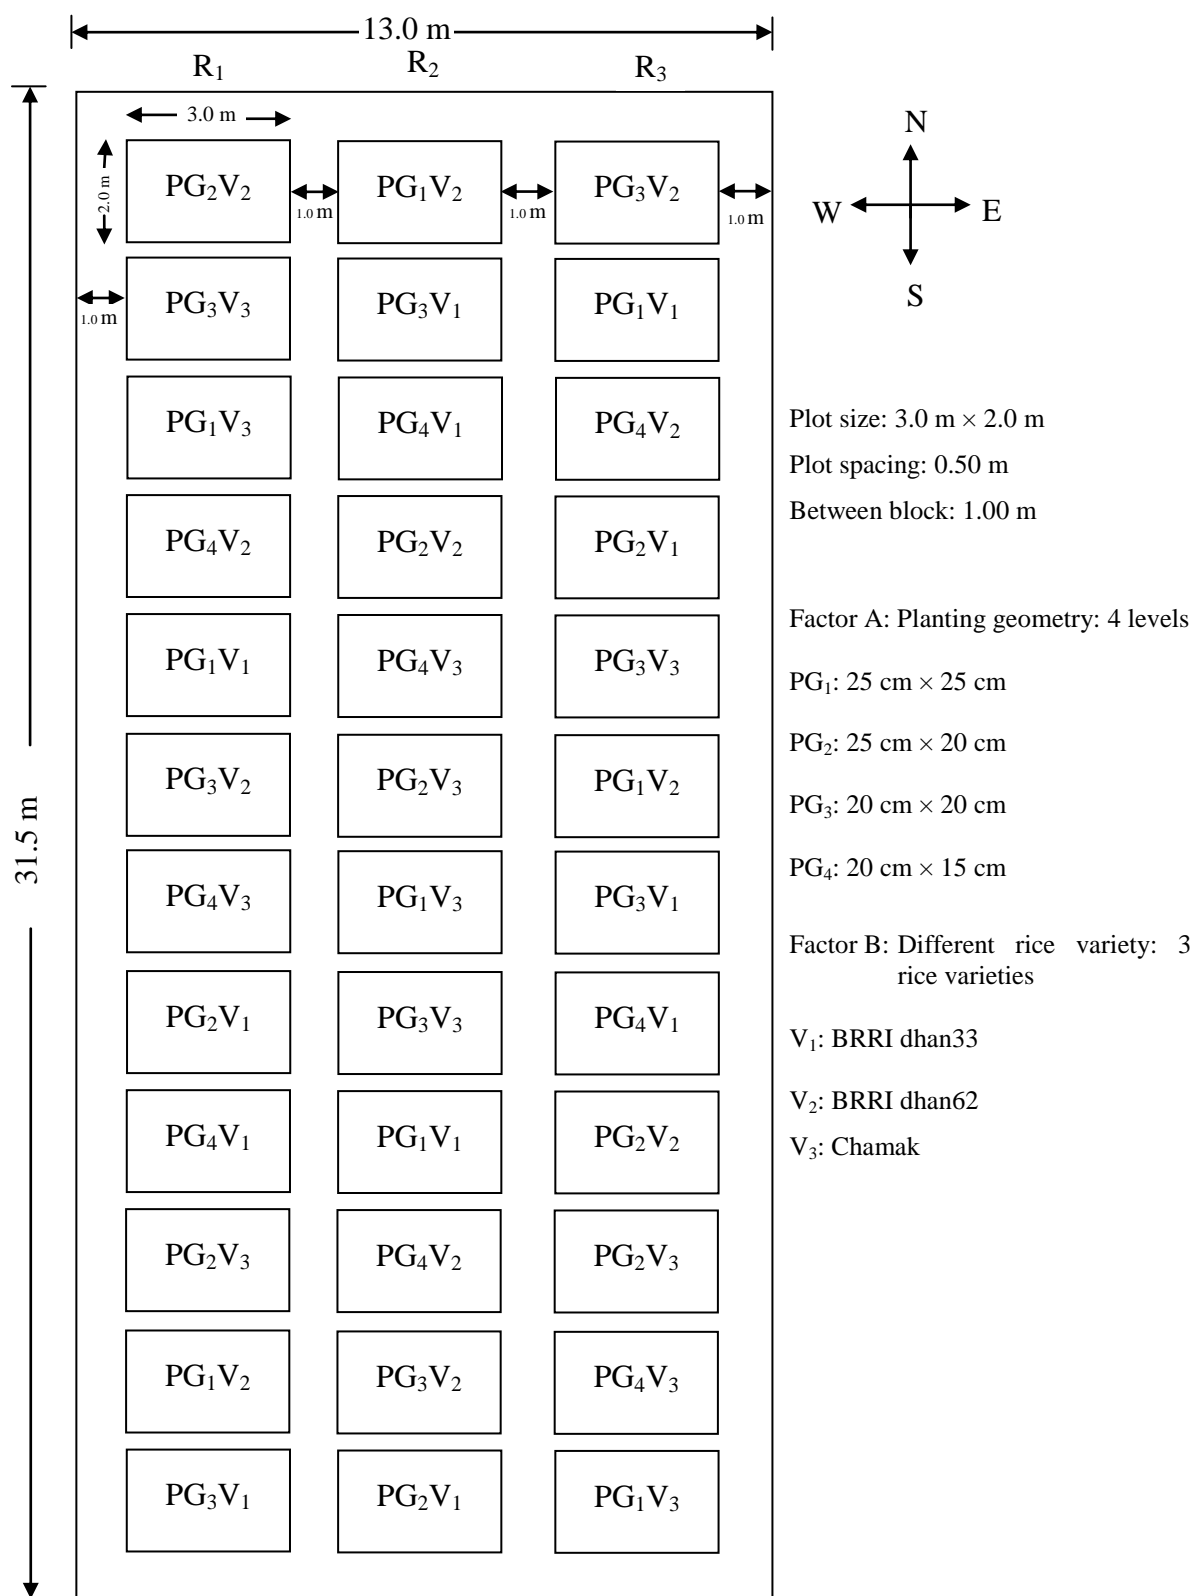 13.0 m
R₁ R₂ R₃
3.0 m
N
2.0 m
PG₂V₂ PG₁V₂ PG₃V₂
1.0 m 1.0 m 1.0 m
W E
S
PG₃V₃ PG₃V₁ PG₁V₁
1.0 m
PG₁V₃ PG₄V₁ PG₄V₂
PG₄V₂ PG₂V₂ PG₂V₁
PG₁V₁ PG₄V₃ PG₃V₃
PG₃V₂ PG₂V₃ PG₁V₂
PG₄V₃ PG₁V₃ PG₃V₁
PG₂V₁ PG₃V₃ PG₄V₁
PG₄V₁ PG₁V₁ PG₂V₂
PG₂V₃ PG₄V₂ PG₂V₃
PG₁V₂ PG₃V₂ PG₄V₃
PG₃V₁ PG₂V₁ PG₁V₃
31.5 m
Plot size: 3.0 m × 2.0 m
Plot spacing: 0.50 m
Between block: 1.00 m
Factor A: Planting geometry: 4 levels
PG₁: 25 cm × 25 cm
PG₂: 25 cm × 20 cm
PG₃: 20 cm × 20 cm
PG₄: 20 cm × 15 cm
Factor B: Different rice variety: 3
rice varieties
V₁: BRRI dhan33
V₂: BRRI dhan62
V₃: Chamak